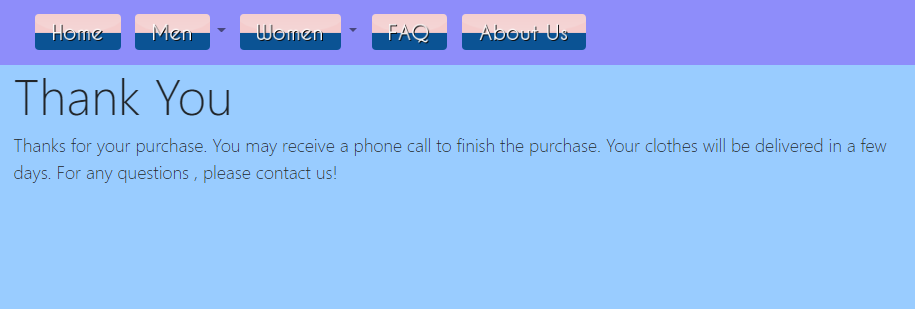 Home Men Women FAQ About Us
Thank You
Thanks for your purchase. You may receive a phone call to finish the purchase. Your clothes will be delivered in a few
days. For any questions , please contact us!